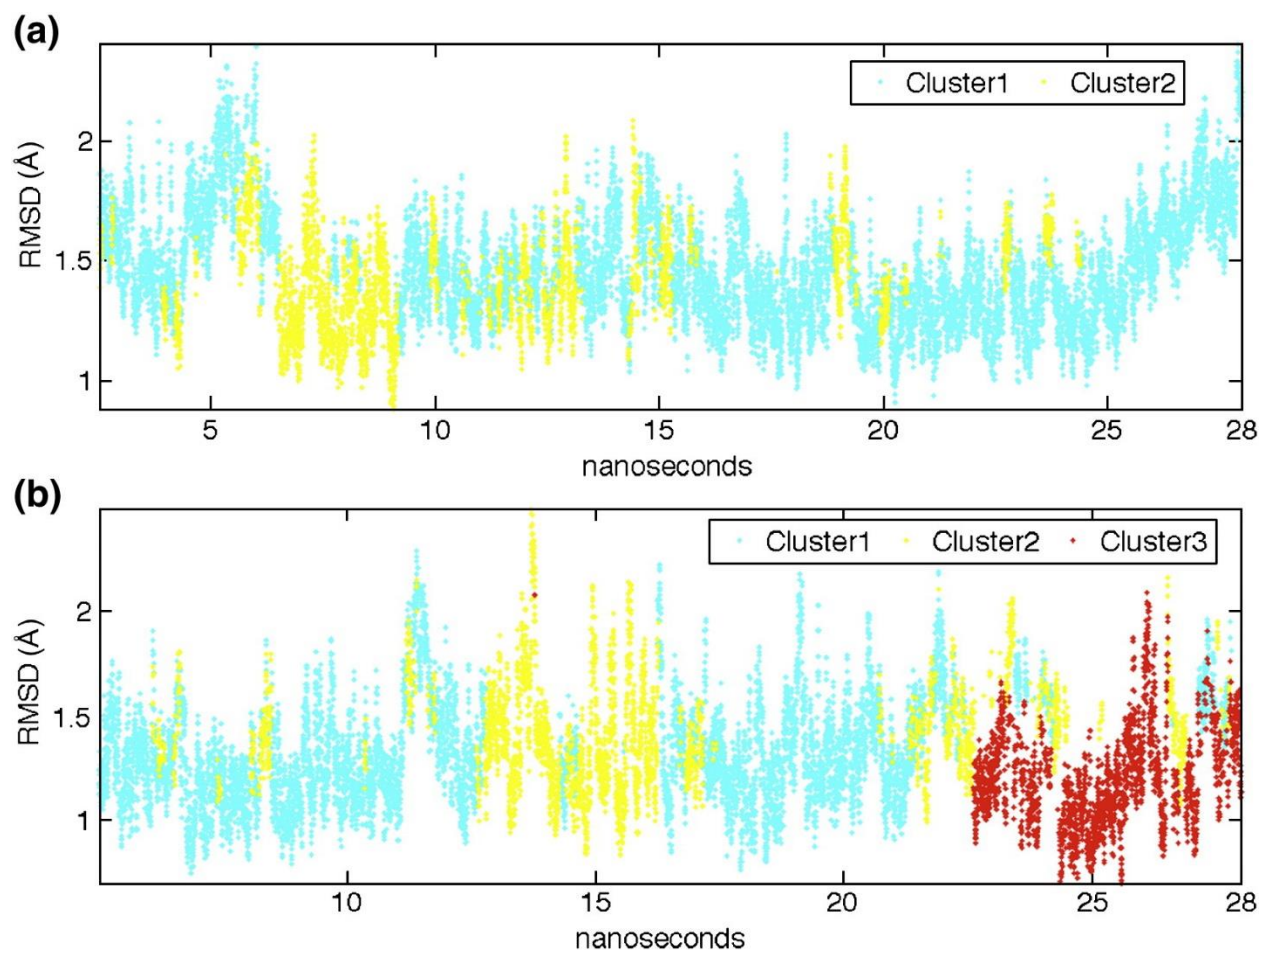 (a)
Cluster1 Cluster2
RMSD (Å)
2
1.5
1
5 10 15 20 25 28
nanoseconds
(b)
Cluster1 Cluster2 Cluster3
RMSD (Å)
2
1.5
1
10 15 20 25 28
nanoseconds